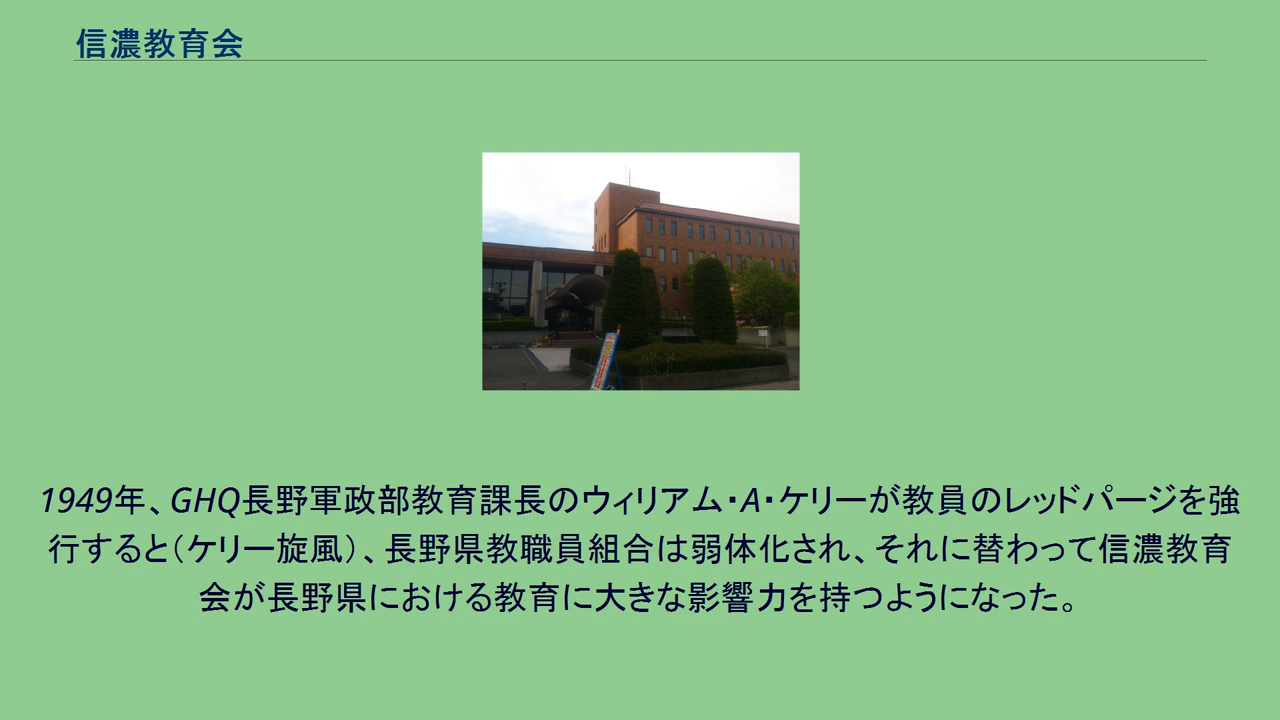 信濃教育会
1949年、GHQ長野軍政部教育課長のウィリアム・A・ケリーが教員のレッドパージを強
行すると（ケリー旋風）、長野県教職員組合は弱体化され、それに替わって信濃教育
会が長野県における教育に大きな影響力を持つようになった。